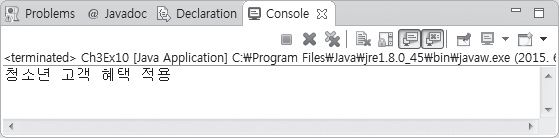 Problems @ Javadoc Declaration Console
<terminated> Ch3Ex10 [Java Application] C:₩Program Files₩Java₩jre1.8.0_45₩bin₩javaw.exe (2015. 6
청소년 고객 혜택 적용